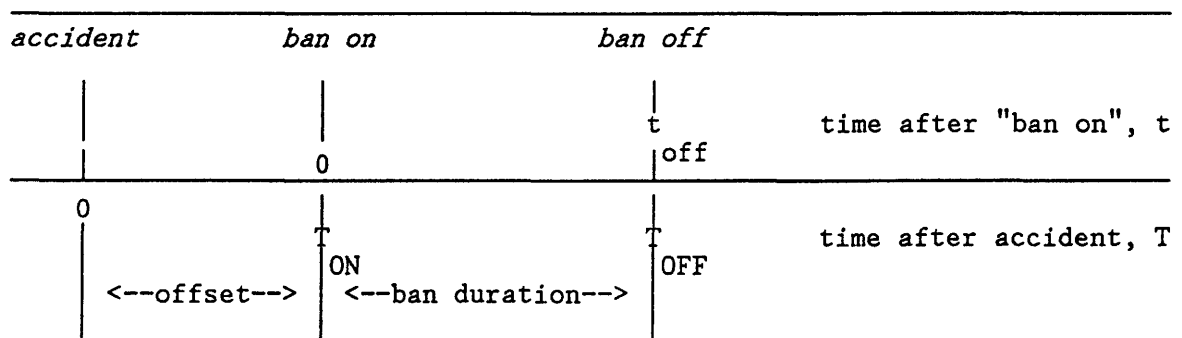 accident ban on ban off
t time after "ban on", t
off
0
0
T T time after accident, T
ON OFF
<--offset--> <--ban duration-->